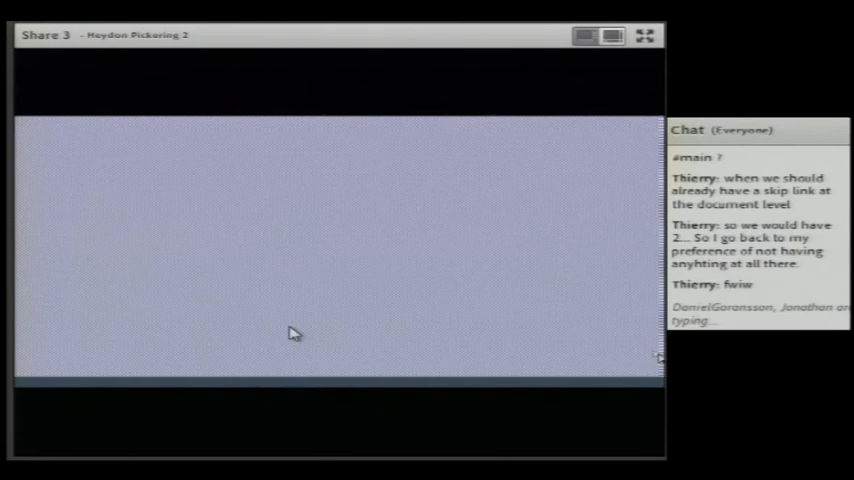 Share 3 - Heydon Pickering 2
Chat (Everyone)
#main ?
Thierry: when we should
already have a skip link at
the document level
Thierry: so we would have
2... So I go back to my
preference of not having
anyhting at all there.
Thierry: fwiw
DanielGoransson, Jonathan are
typing...